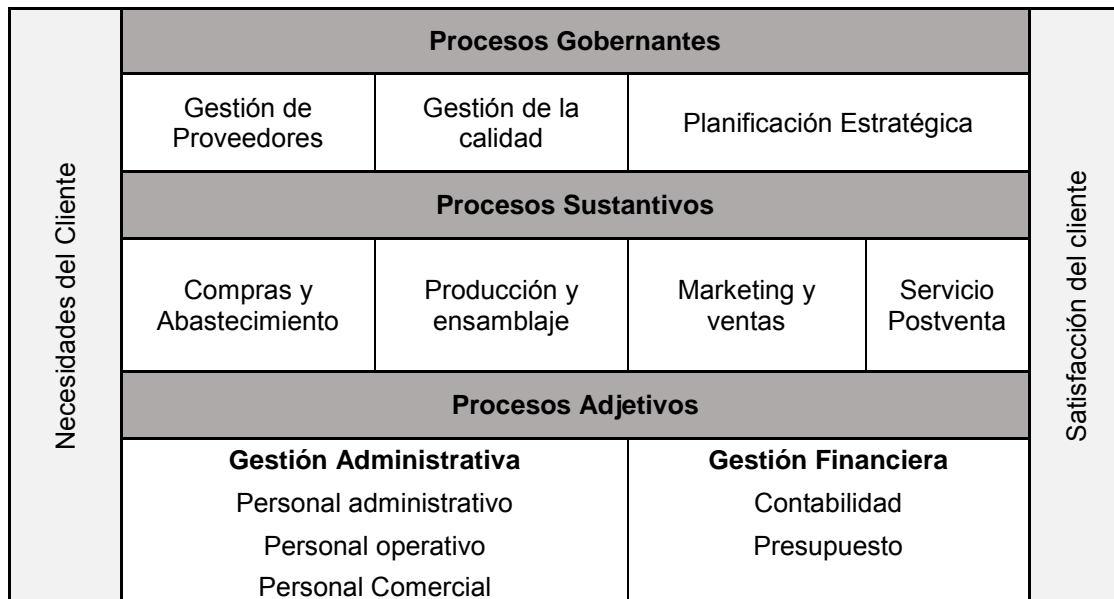 Necesidades del Cliente
Procesos Gobernantes
Gestión de
Proveedores
Gestión de la
calidad
Planificación Estratégica
Procesos Sustantivos
Compras y
Abastecimiento
Producción y
ensamblaje
Marketing y
ventas
Servicio
Postventa
Procesos Adjetivos
Gestión Administrativa
Personal administrativo
Personal operativo
Personal Comercial
Gestión Financiera
Contabilidad
Presupuesto
Satisfacción del cliente